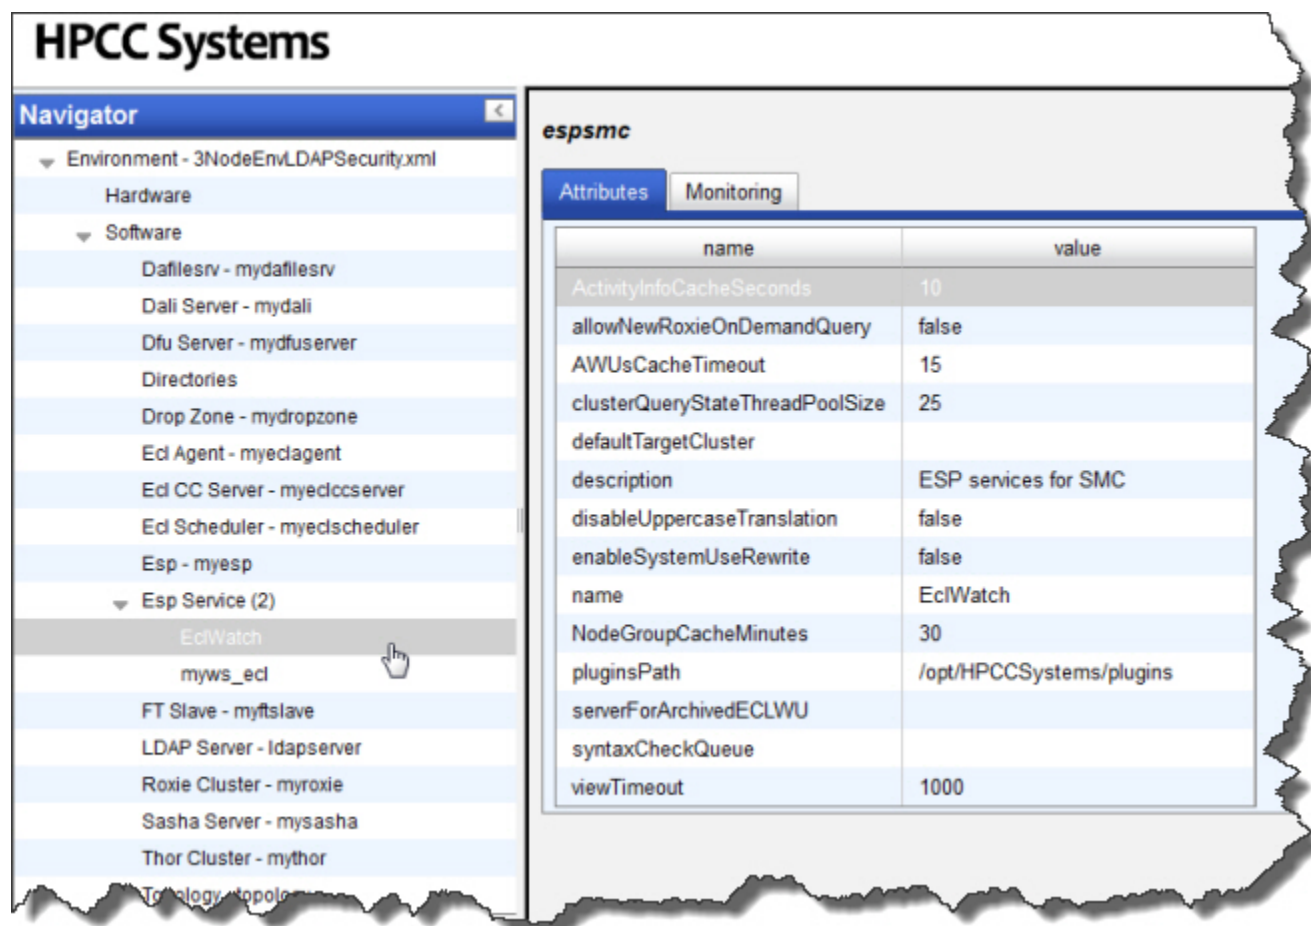 HPCC Systems
Navigator
Environment - 3NodeEnvLDAPSecurity.xml
Hardware
Software
Dafilesrv - mydafilesrv
Dali Server - mydali
Dfu Server - mydfuserver
Directories
Drop Zone - mydropzone
Ecl Agent - myeclagent
Ecl CC Server - myeclccserver
Ecl Scheduler - myeclscheduler
Esp - myesp
Esp Service (2)
EclWatch
myws_ecl
FT Slave - myftslave
LDAP Server - ldapserver
Roxie Cluster - myroxie
Sasha Server - mysasha
Thor Cluster - mythor
espsmc
Attributes Monitoring
name value
ActivityInfoCacheSeconds 10
allowNewRoxieOnDemandQuery false
AWUsCacheTimeout 15
clusterQueryStateThreadPoolSize 25
defaultTargetCluster
description ESP services for SMC
disableUppercaseTranslation false
enableSystemUseRewrite false
name EclWatch
NodeGroupCacheMinutes 30
pluginsPath /opt/HPCCSystems/plugins
serverForArchivedECLWU
syntaxCheckQueue
viewTimeout 1000